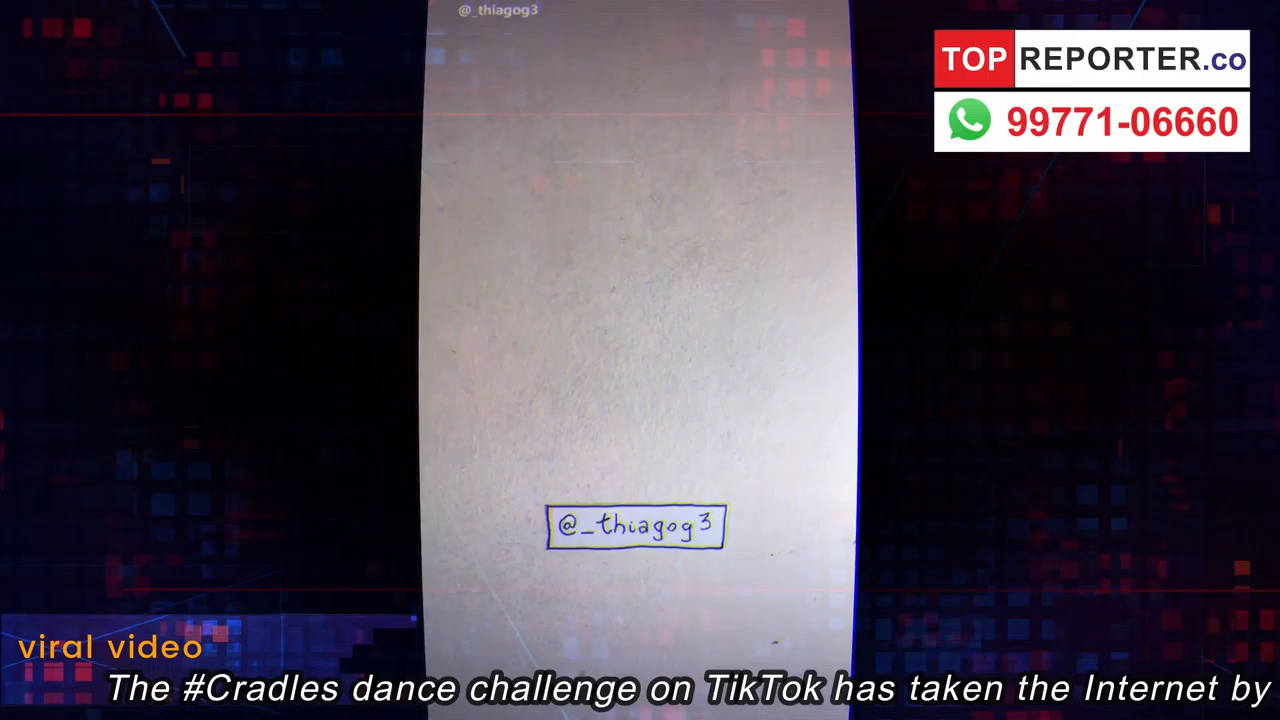 @_thiagog3
TOP REPORTER.co
99771-06660
@_thiagog3
viral video
The #Cradles dance challenge on TikTok has taken the Internet by